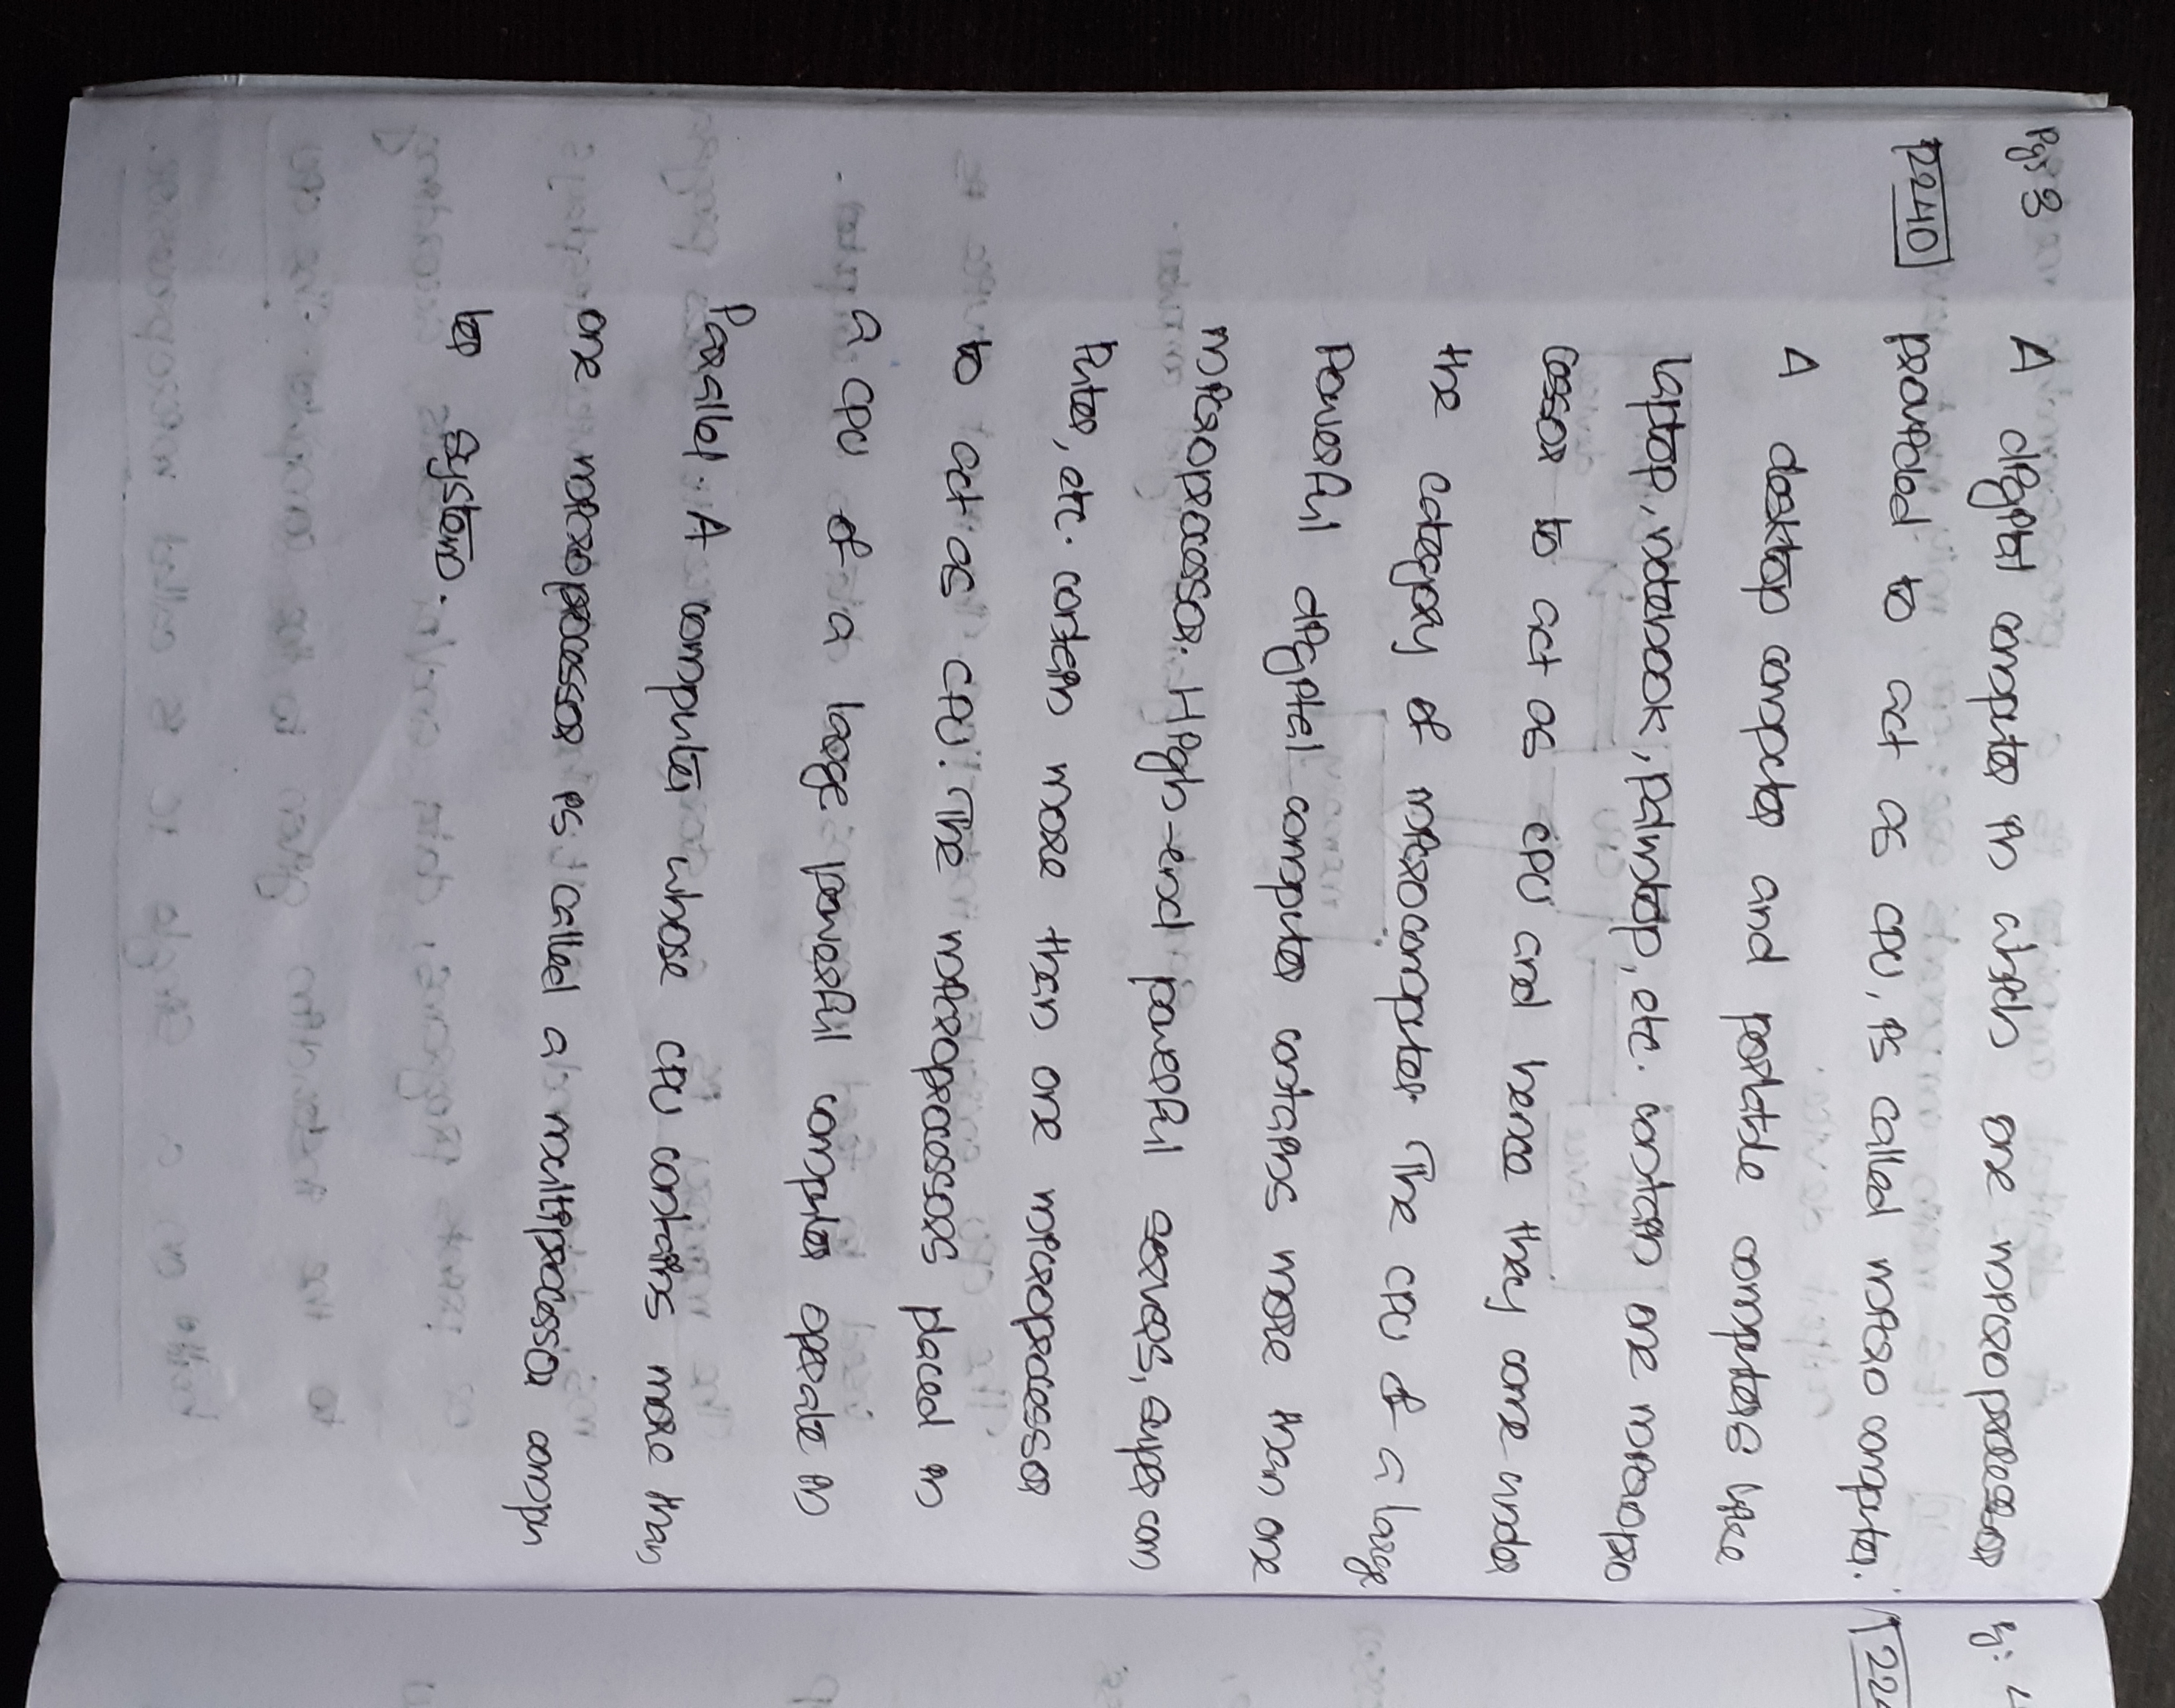 Pg: 3
A digital computer in which one microprocessor
2240
provided to act as CPU, is called micro computer.
A desktop computer and portable computers like
laptop, notebook, palmtop, etc. contain one micropro
cessor to act as CPU and hence they come under
the category of microcomputer. The CPU of a large
powerful digital computer contains more than one
microprocessor. High-end powerful servers, super com
puter, etc. contain more than one microprocessor
to act as CPU. The microprocessors placed in
a CPU of a large powerful computer operate in
Parallel. A computer whose CPU contains more than
one microprocessor is called a multiprocessor compu
ter system.